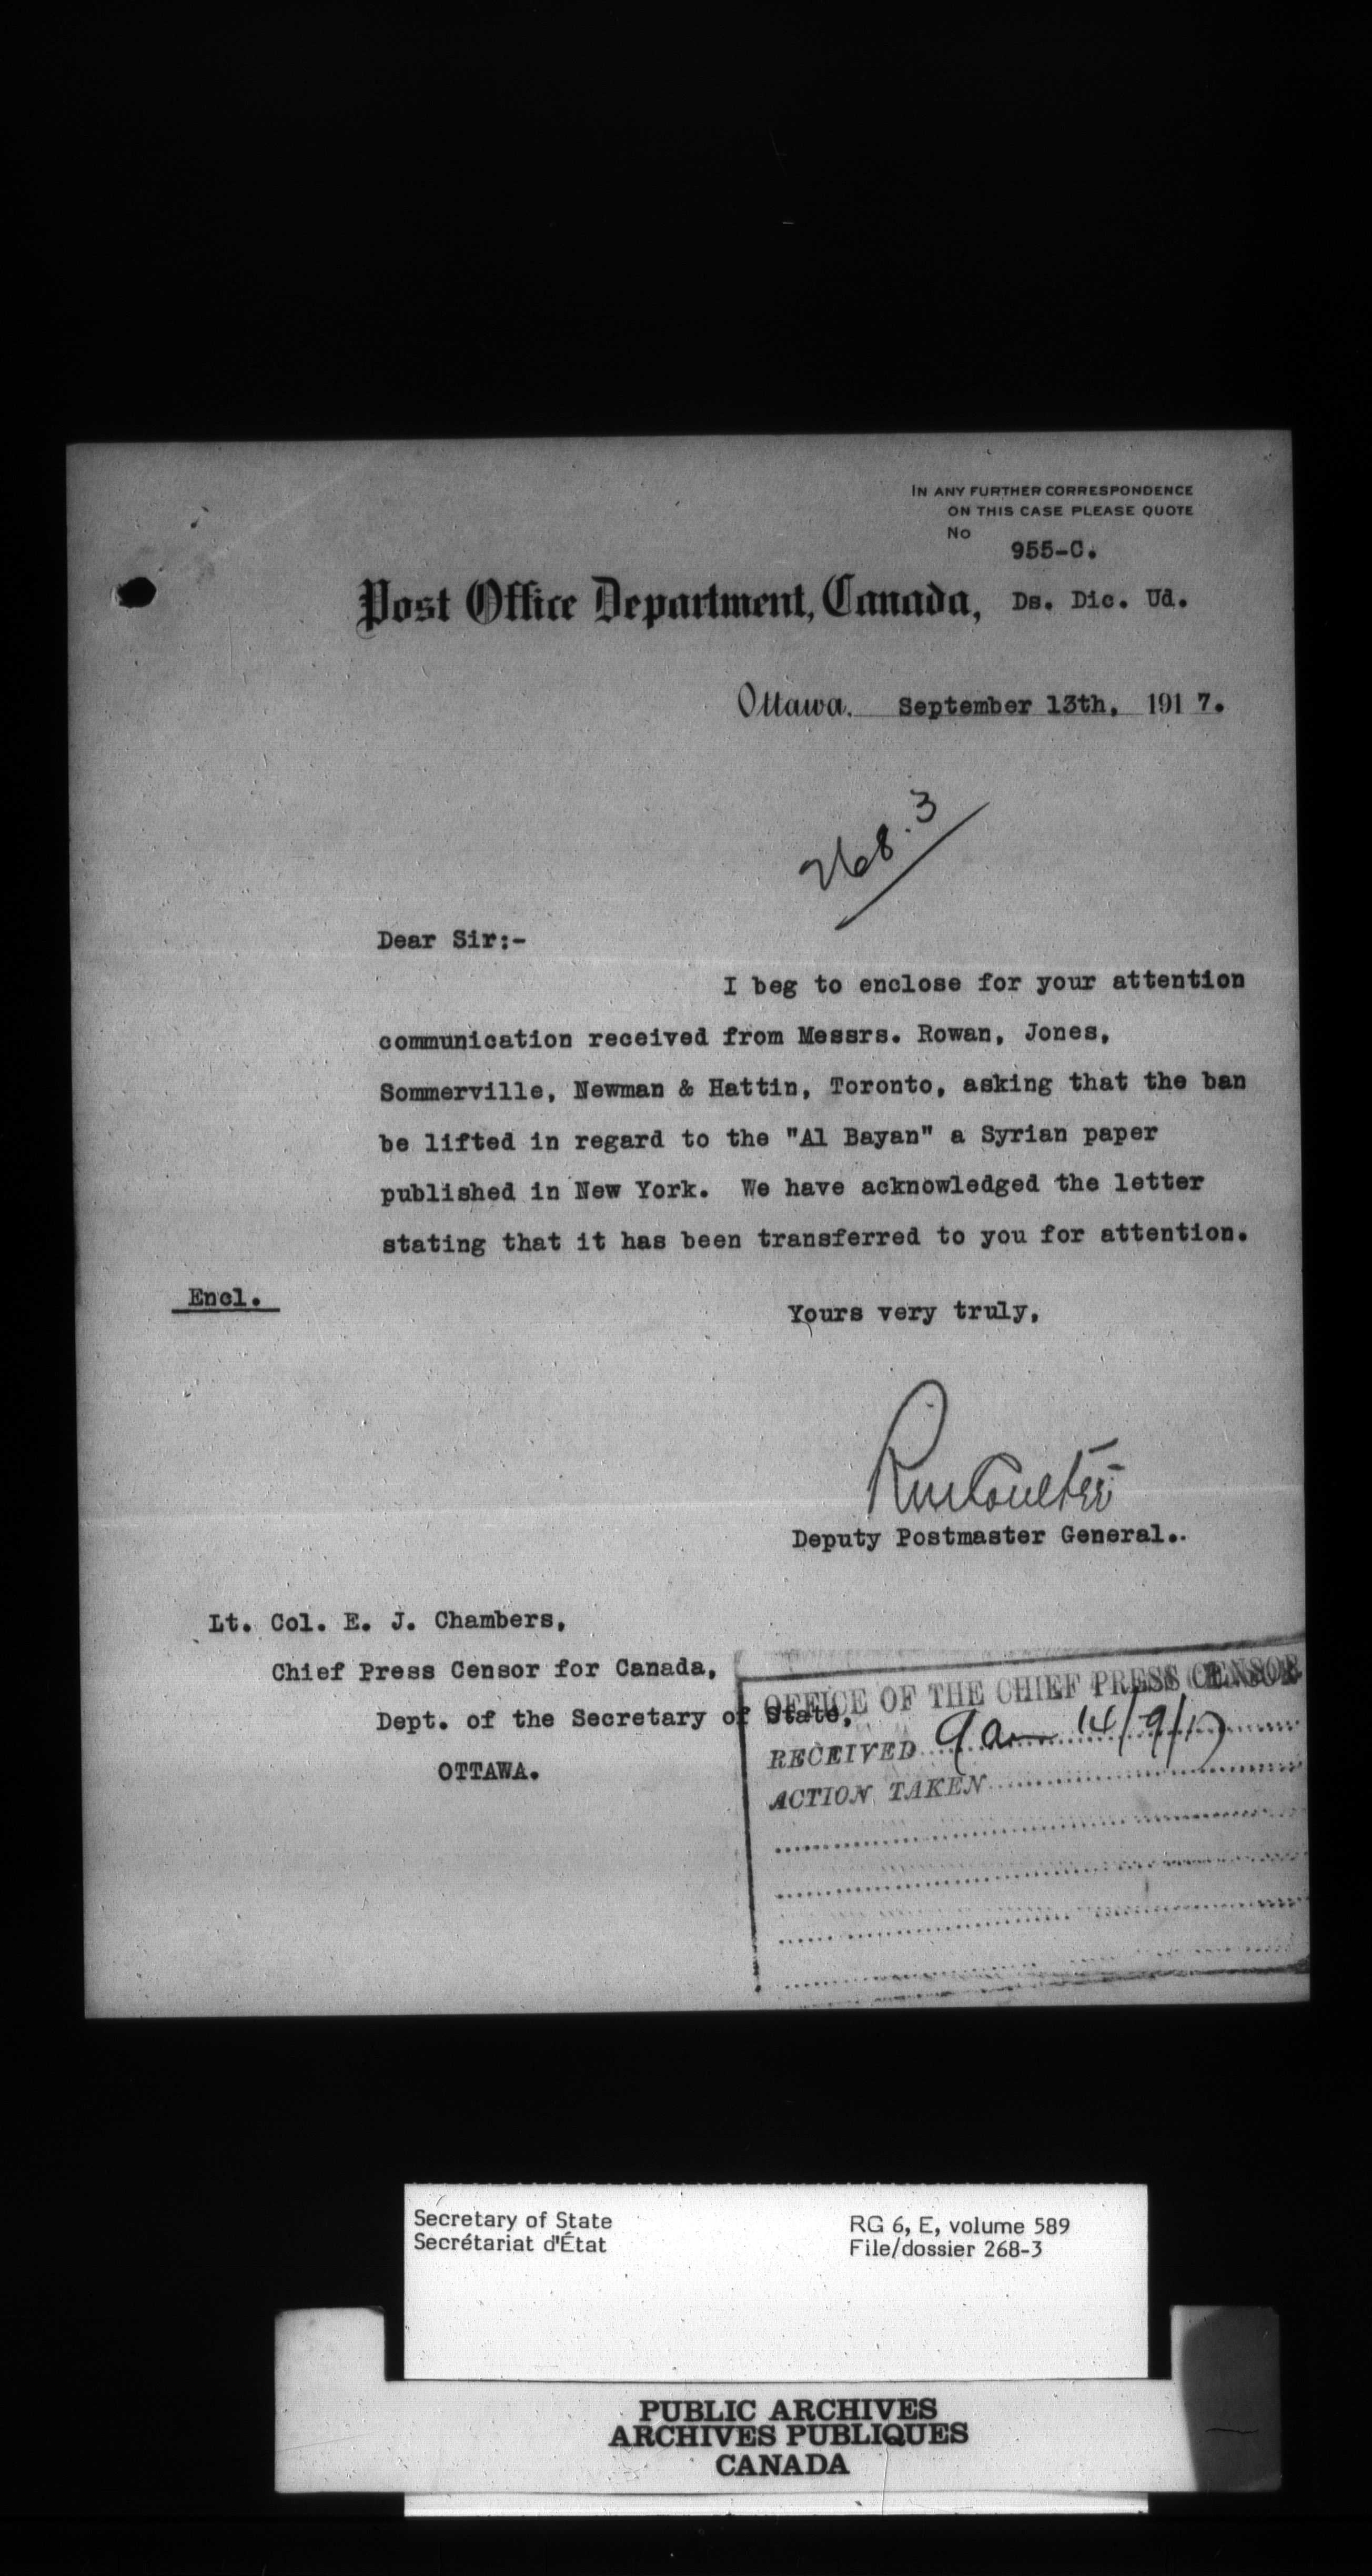 IN ANY FURTHER CORRESPONDENCE
ON THIS CASE PLEASE QUOTE
No
955-C.
Post Office Department, Canada, Ds. Dic. Ud.
Ottawa, September 13th, 1917.
268.3
Dear Sir:-
I beg to enclose for your attention
communication received from Messrs. Rowan, Jones,
Sommerville, Newman & Hattin, Toronto, asking that the ban
be lifted in regard to the "Al Bayan" a Syrian paper
published in New York. We have acknowledged the letter
stating that it has been transferred to you for attention.
Encl.
Yours very truly,
RmCoulter
Deputy Postmaster General..
Lt. Col. E. J. Chambers,
Chief Press Censor for Canada,
Dept. of the Secretary of State,
OTTAWA.
OFFICE OF THE CHIEF PRESS CENSOR
RECEIVED 9 am 14/9/17
ACTION TAKEN
Secretary of State
Secrétariat d'État
RG 6, E, volume 589
File/dossier 268-3
PUBLIC ARCHIVES
ARCHIVES PUBLIQUES
CANADA